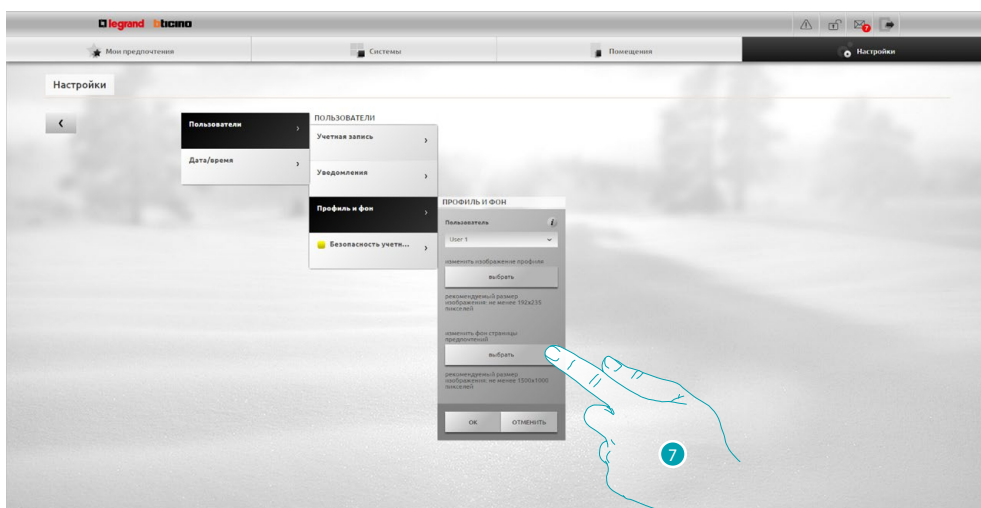 legrand bticino
7
Мои предпочтения
Системы
Помещения
Настройки
Настройки
Пользователи
Дата/время
ПОЛЬЗОВАТЕЛИ
Учетная запись
Уведомления
Профиль и фон
Безопасность учетн...
ПРОФИЛЬ И ФОН
Пользователь
i
User 1
изменить изображение профиля
выбрать
рекомендуемый размер
изображения: не менее 192x235
пикселей
изменить фон страницы
предпочтений
выбрать
рекомендуемый размер
изображения: не менее 1500x1000
пикселей
ОК
ОТМЕНИТЬ
7